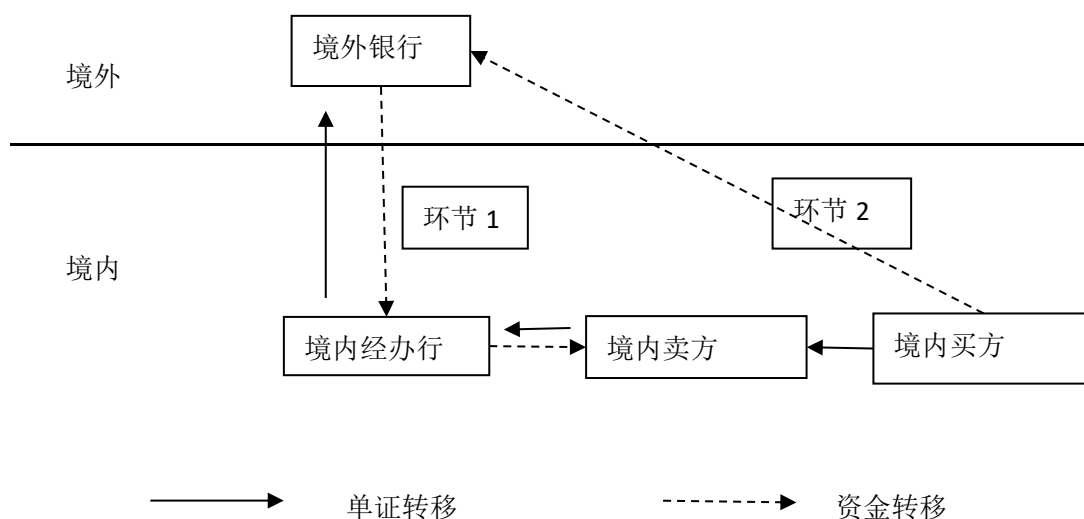 境外银行
境外
环节 1
环节 2
境内
境内经办行
境内卖方
境内买方
单证转移
资金转移